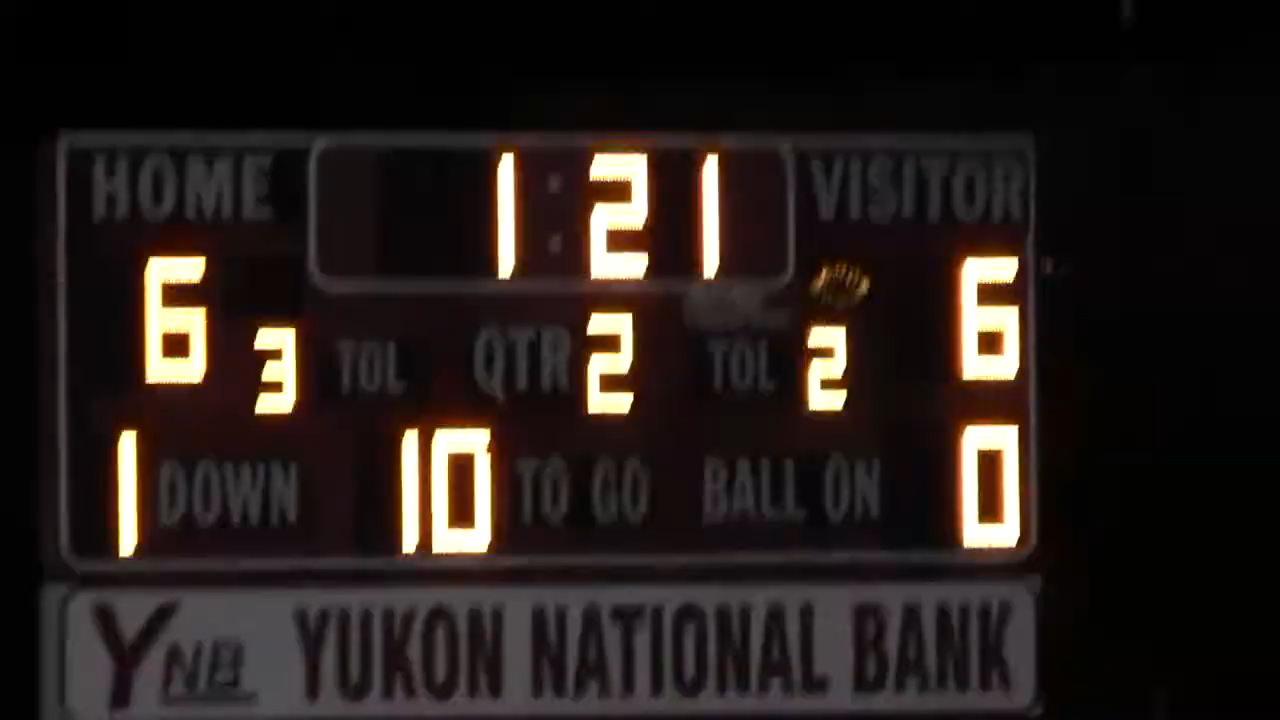 HOME 1:21 VISITOR
6 3 TOL QTR 2 TOL 2 6
1 DOWN 10 TO GO BALL ON 0
YNB YUKON NATIONAL BANK